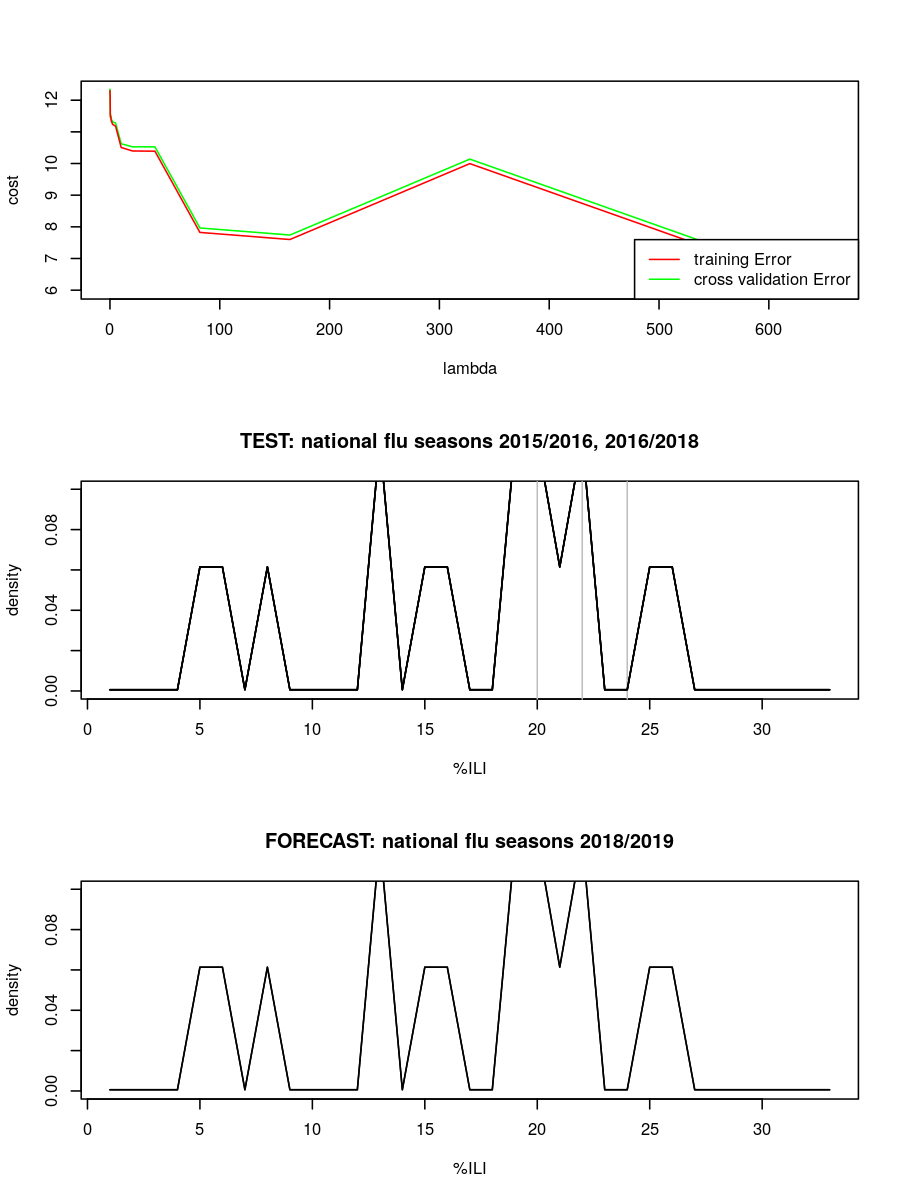 12
10
9
8
7
6
cost
training Error
cross validation Error
0 100 200 300 400 500 600
lambda
TEST: national flu seasons 2015/2016, 2016/2018
0.08
0.04
0.00
density
0 5 10 15 20 25 30
%ILI
FORECAST: national flu seasons 2018/2019
0.08
0.04
0.00
density
0 5 10 15 20 25 30
%ILI